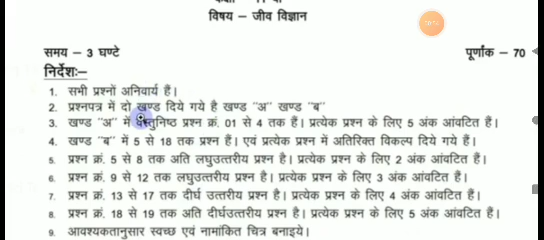 विषय – जीव विज्ञान
समय – 3 घण्टे पूर्णांक – 70
निर्देशः–
1. सभी प्रश्नों अनिवार्य हैं।
2. प्रश्नपत्र में दो खण्ड दिये गये है खण्ड "अ" खण्ड "ब"
3. खण्ड "अ" में वस्तुनिष्ठ प्रश्न क्रं. 01 से 4 तक हैं। प्रत्येक प्रश्न के लिए 5 अंक आंवटित हैं।
4. खण्ड "ब" में 5 से 18 तक प्रश्न हैं। एवं प्रत्येक प्रश्न में अतिरिक्त विकल्प दिये गये हैं।
5. प्रश्न क्रं. 5 से 8 तक अति लघुउत्तरीय प्रश्न है। प्रत्येक प्रश्न के लिए 2 अंक आंवटित हैं।
6. प्रश्न क्रं. 9 से 12 तक लघुउत्तरीय प्रश्न है। प्रत्येक प्रश्न के लिए 3 अंक आंवटित हैं।
7. प्रश्न क्रं. 13 से 17 तक दीर्घ उत्तरीय प्रश्न है। प्रत्येक प्रश्न के लिए 4 अंक आंवटित हैं।
8. प्रश्न क्रं. 18 से 19 तक अति दीर्घउत्तरीय प्रश्न है। प्रत्येक प्रश्न के लिए 5 अंक आंवटित हैं।
9. आवश्यकतानुसार स्वच्छ एवं नामांकित चित्र बनाइये।